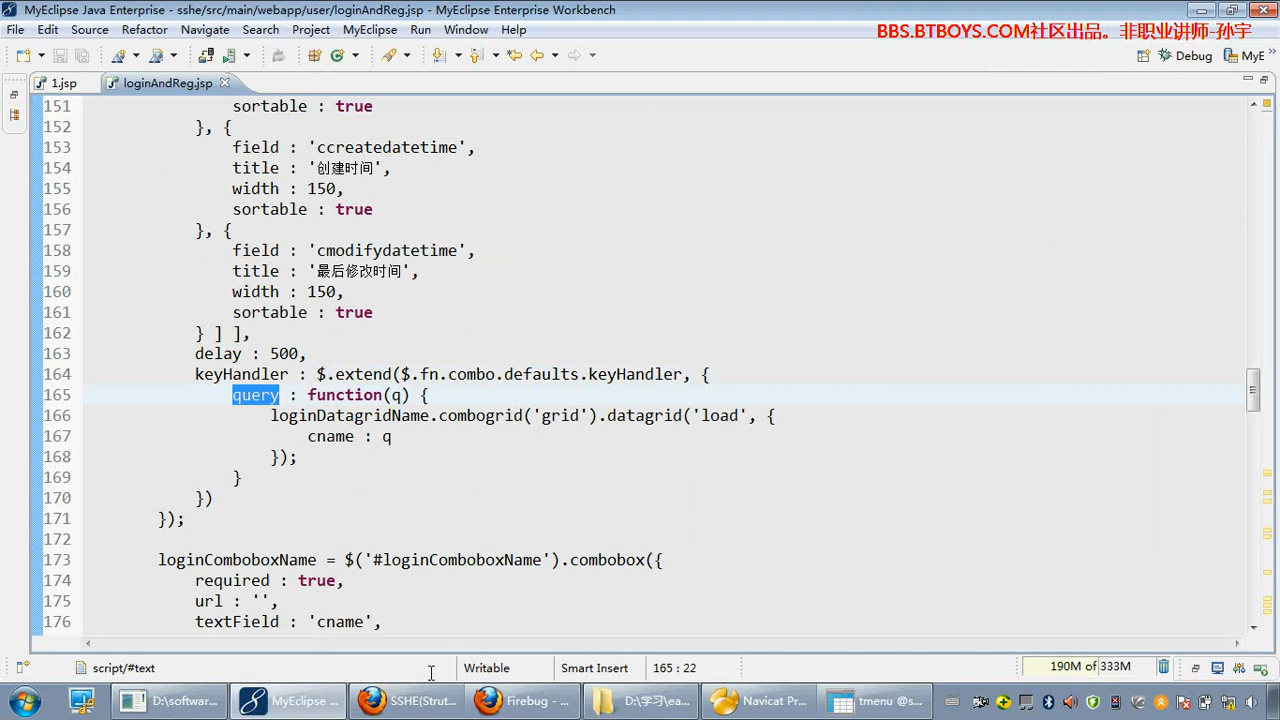 MyEclipse Java Enterprise - sshe/src/main/webapp/user/loginAndReg.jsp - MyEclipse Enterprise Workbench
File Edit Source Refactor Navigate Search Project MyEclipse Run Window Help
BBS.BTBOYS.COM社区出品。非职业讲师-孙宇
Debug MyE
1.jsp loginAndReg.jsp
151 sortable : true
152 }, {
153 field : 'ccreatedatetime',
154 title : '创建时间',
155 width : 150,
156 sortable : true
157 }, {
158 field : 'cmodifydatetime',
159 title : '最后修改时间',
160 width : 150,
161 sortable : true
162 } ] ],
163 delay : 500,
164 keyHandler : $.extend($.fn.combo.defaults.keyHandler, {
165 query : function(q) {
166 loginDatagridName.combogrid('grid').datagrid('load', {
167 cname : q
168 });
169 }
170 })
171 });
172
173 loginComboboxName = $('#loginComboboxName').combobox({
174 required : true,
175 url : '',
176 textField : 'cname',
script/#text Writable Smart Insert 165 : 22 190M of 333M
D:\softwar... MyEclipse ... SSHE(Strut... Firebug - ... D:\学习\ea... Navicat Pr... tmenu @s...